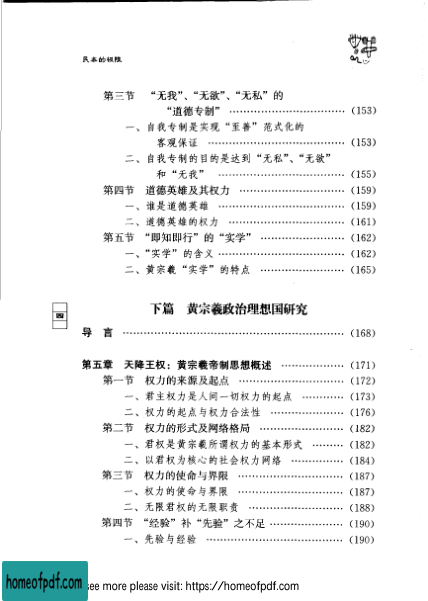 民本的极限
第三节 “无我”、“无欲”、“无私”的
“道德专制” ……………………………… (153)
一、自我专制是实现“至善”范式化的
客观保证 ……………………………… (153)
二、自我专制的目的是达到“无私”、“无欲”
和“无我” ……………………………… (155)
第四节 道德英雄及其权力 ……………………………… (159)
一、谁是道德英雄 ……………………………… (159)
二、道德英雄的权力 ……………………………… (161)
第五节 “即知即行”的“实学” ……………………… (162)
一、“实学”的含义 ……………………………… (162)
二、黄宗羲“实学”的特点 ……………………… (165)
四
下篇 黄宗羲政治理想国研究
导 言 ……………………………………………… (168)
第五章 天降王权：黄宗羲帝制思想概述 ……………… (171)
第一节 权力的来源及起点 ……………………… (172)
一、君主权力是人间一切权力的起点 ………… (173)
二、权力的起点与权力合法性 ………………… (176)
第二节 权力的形式及网络格局 ………………… (182)
一、君权是黄宗羲所谓权力的基本形式 ……… (182)
二、以君权为核心的社会权力网络 …………… (184)
第三节 权力的使命与界限 ……………………… (187)
一、权力的使命与界限 ………………………… (187)
二、无限君权的无限职责 ……………………… (188)
第四节 “经验”补“先验”之不足 ……………… (190)
一、先验与经验 ………………………………… (190)
homeofpdf.com
see more please visit: https://homeofpdf.com